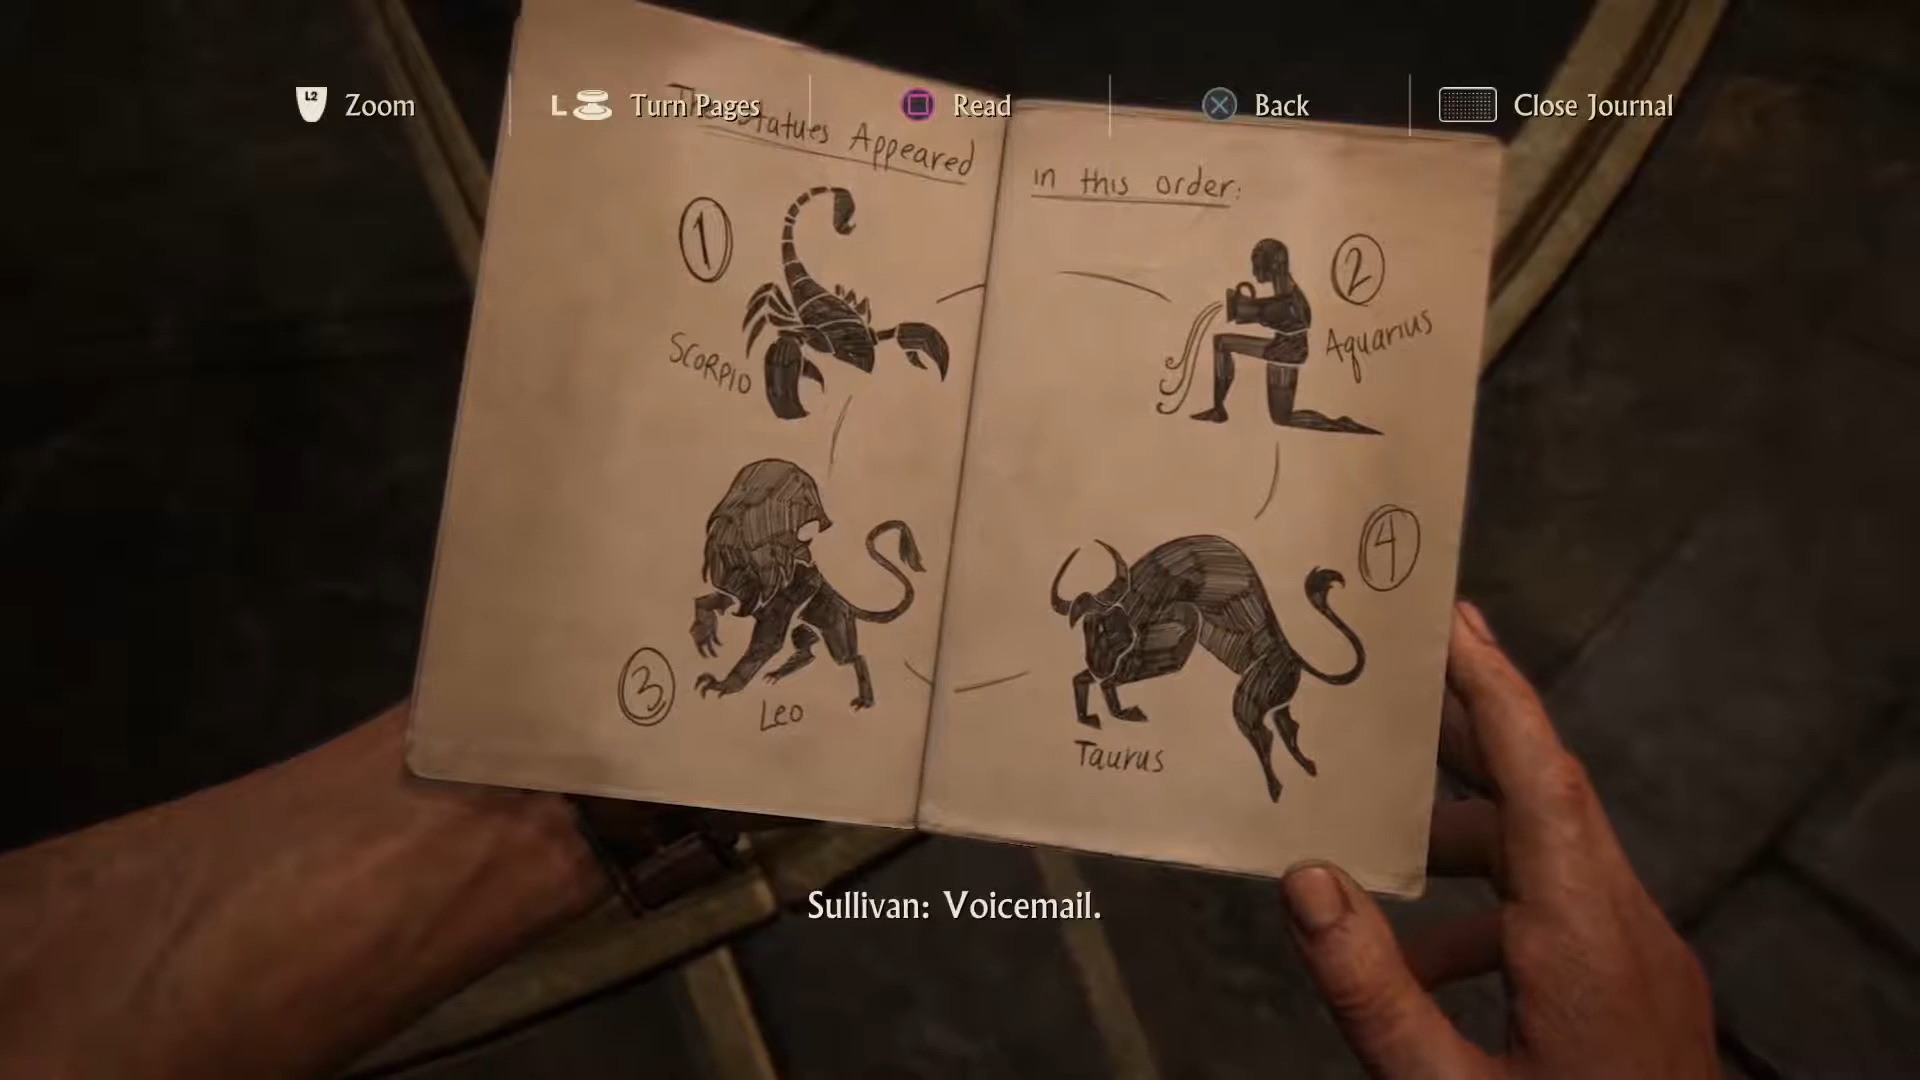 L2 Zoom
L Turn Pages
Read
Back
Close Journal
Statues Appeared
in this order:
1
Scorpio
2
Aquarius
3
Leo
4
Taurus
Sullivan: Voicemail.